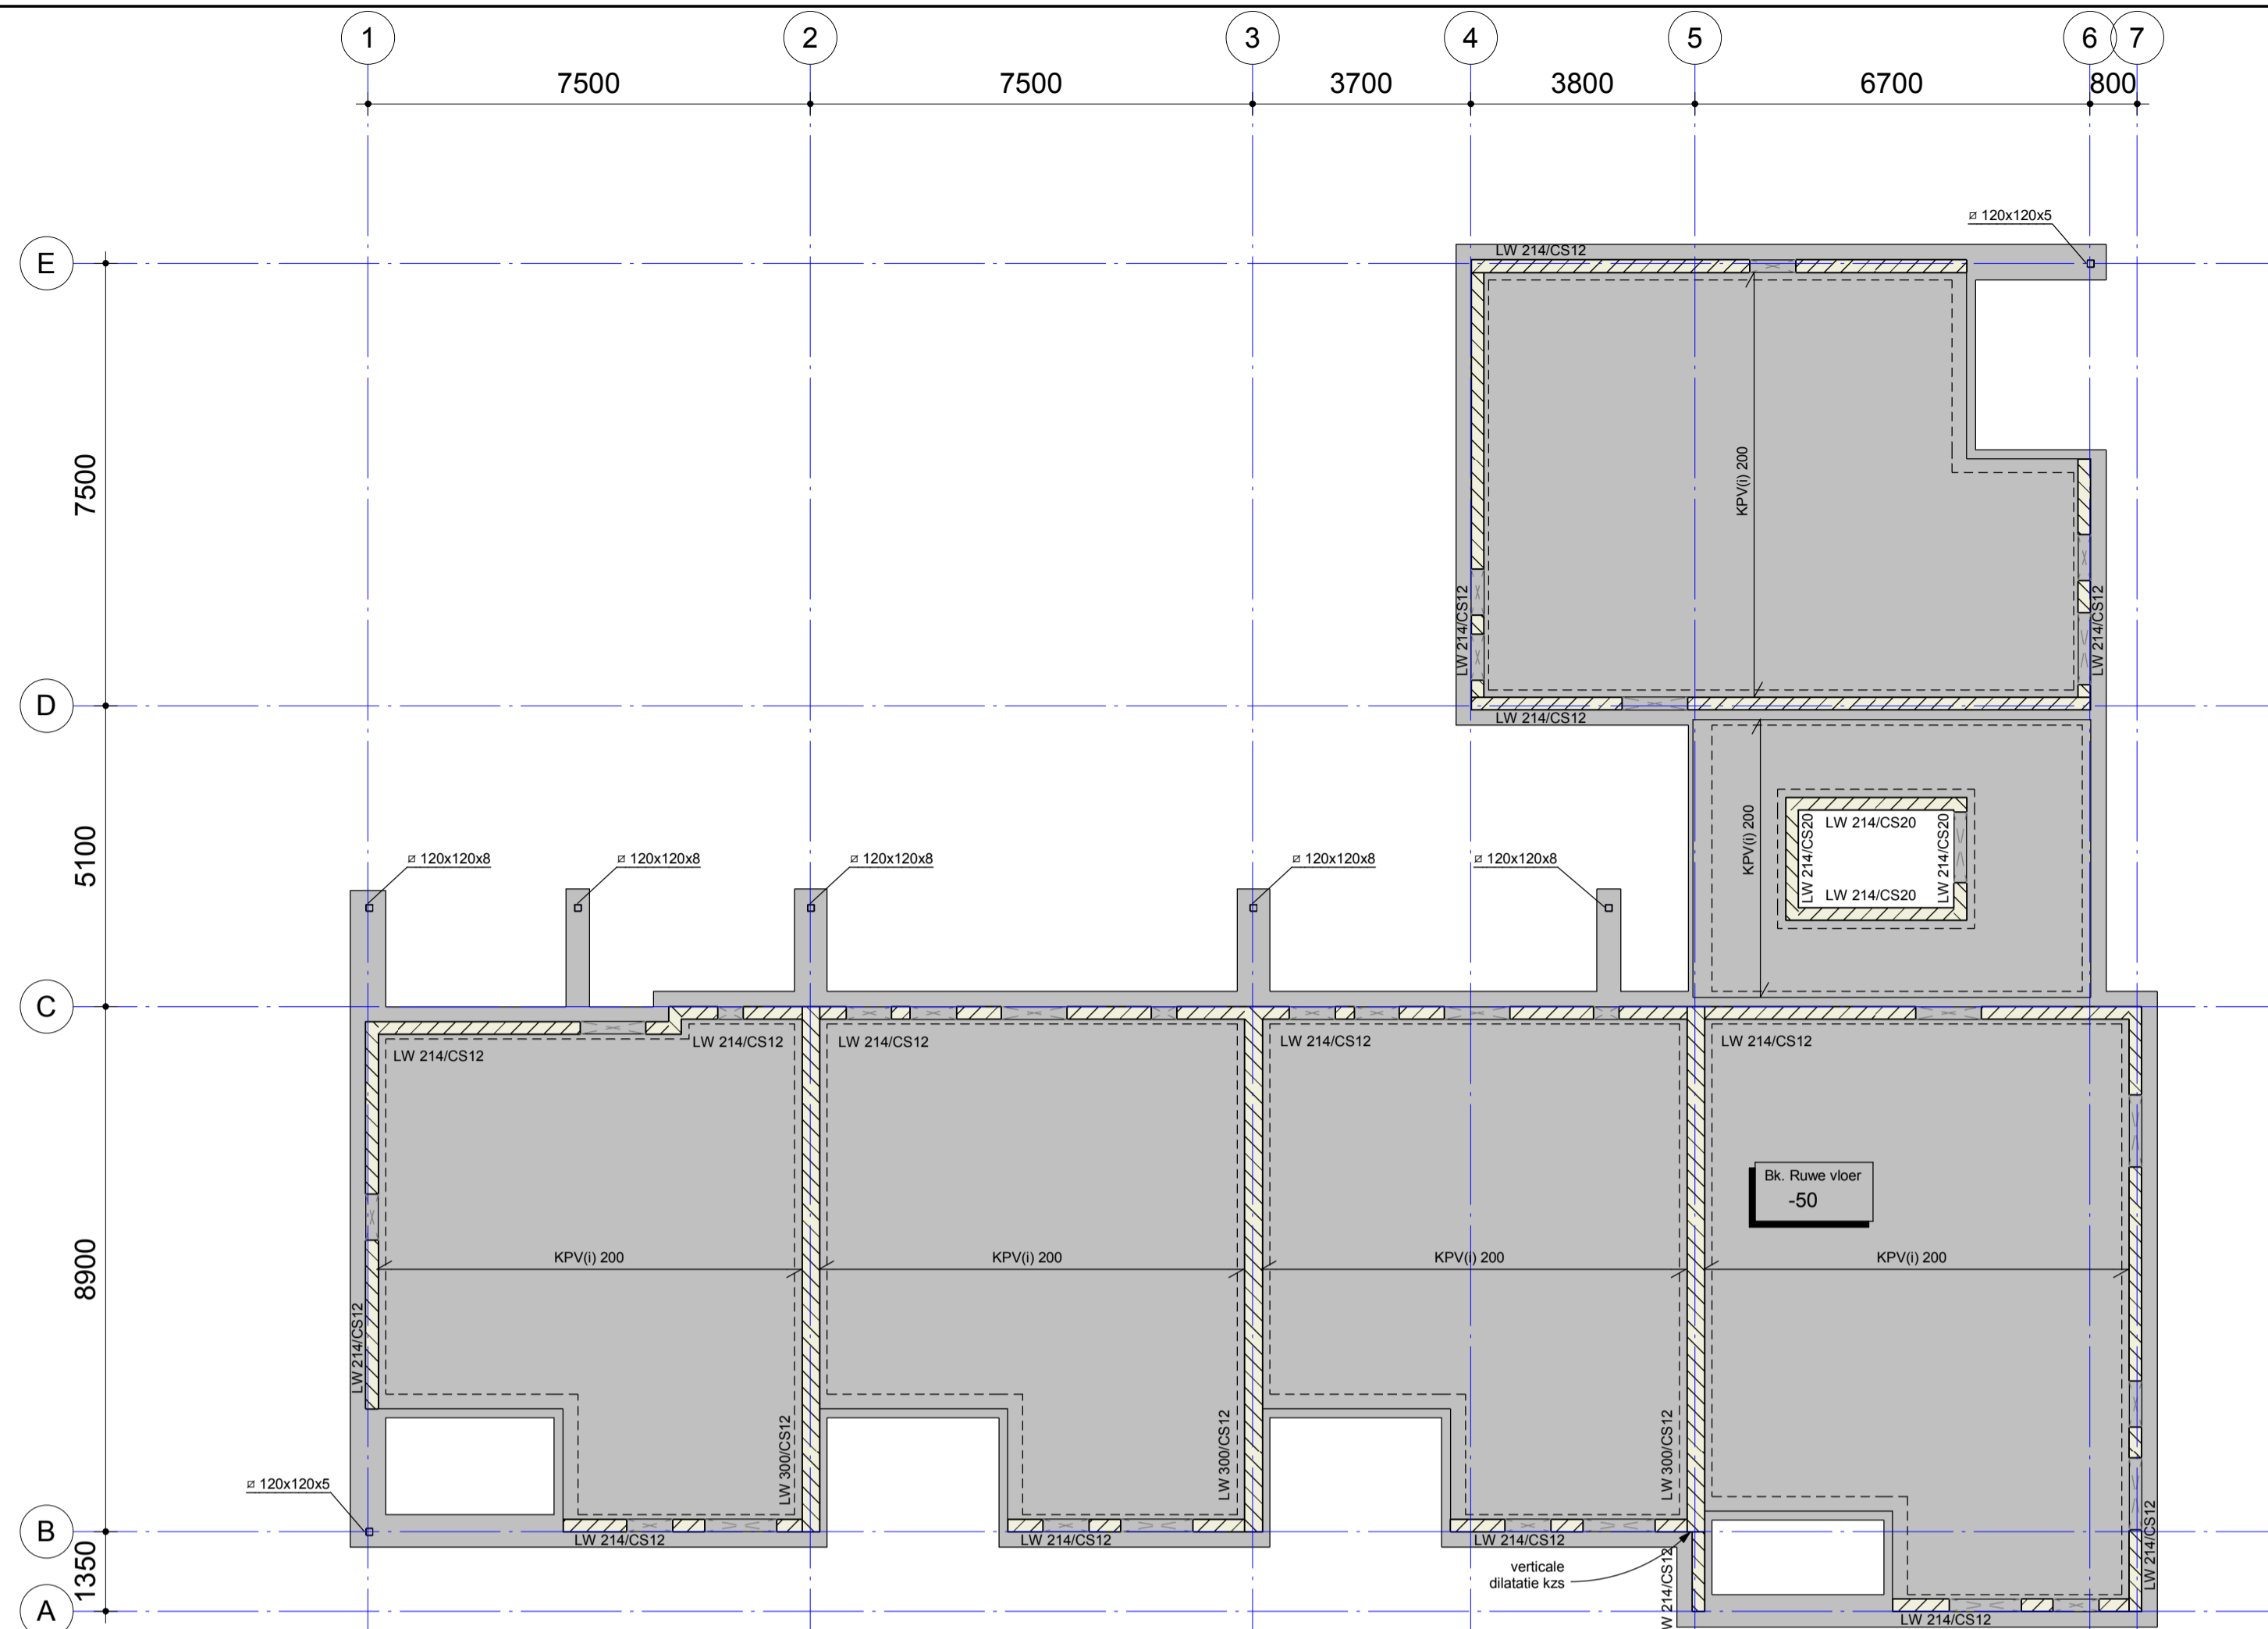 1 2 3 4 5 6 7
7500 7500 3700 3800 6700 800
⌀ 120x120x5
E
LW 214/CS12
7500
KPV(i) 200
LW 214/CS12
LW 214/CS12
D
LW 214/CS12
5100
KPV(i) 200
LW 214/CS20
LW 214/CS20
LW 214/CS20
LW 214/CS20
⌀ 120x120x8
⌀ 120x120x8
⌀ 120x120x8
⌀ 120x120x8
⌀ 120x120x8
C
LW 214/CS12
LW 214/CS12
LW 214/CS12
LW 214/CS12
LW 214/CS12
Bk. Ruwe vloer
-50
8900
KPV(i) 200
KPV(i) 200
KPV(i) 200
KPV(i) 200
LW 214/CS12
LW 300/CS12
LW 300/CS12
LW 300/CS12
⌀ 120x120x5
B
LW 214/CS12
LW 214/CS12
LW 214/CS12
LW 214/CS12
verticale
dilatatie kzs
W 214/CS12
1350
A
LW 214/CS12